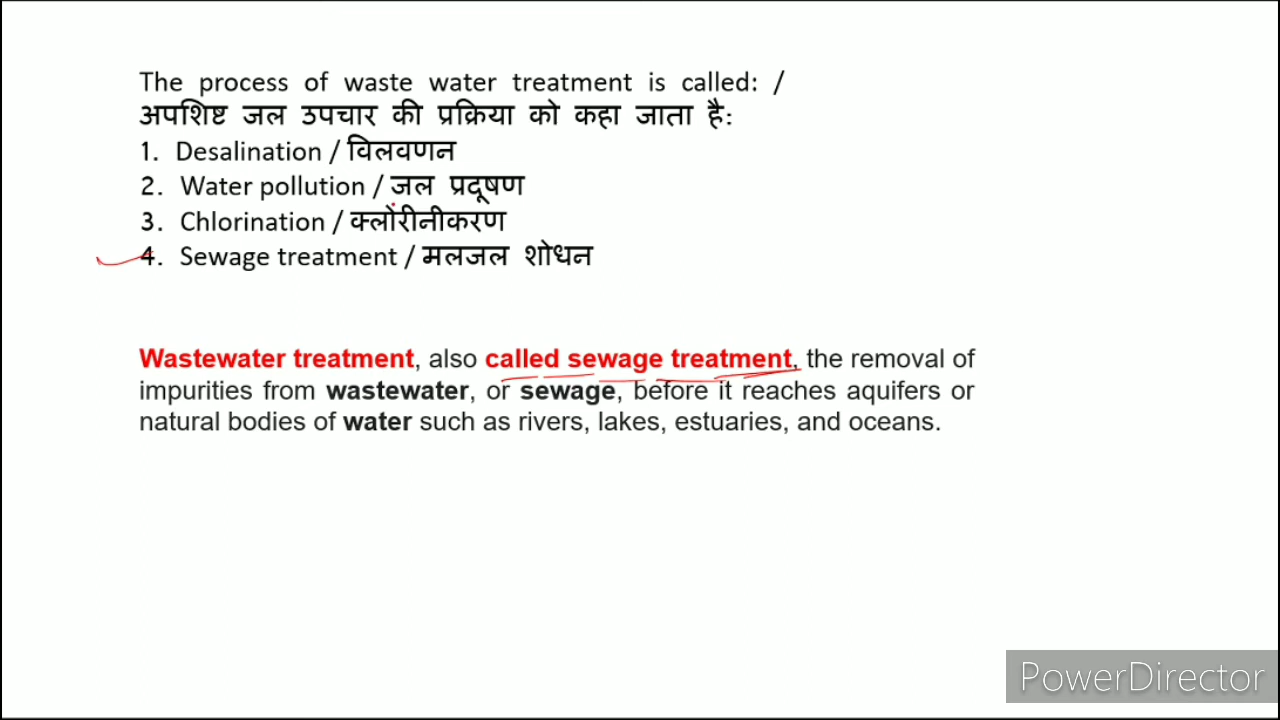 The process of waste water treatment is called: /
अपशिष्ट जल उपचार की प्रक्रिया को कहा जाता है:
1. Desalination / विलवणन
2. Water pollution / जल प्रदूषण
3. Chlorination / क्लोरीनीकरण
4. Sewage treatment / मलजल शोधन
Wastewater treatment, also called sewage treatment, the removal of
impurities from wastewater, or sewage, before it reaches aquifers or
natural bodies of water such as rivers, lakes, estuaries, and oceans.
PowerDirector